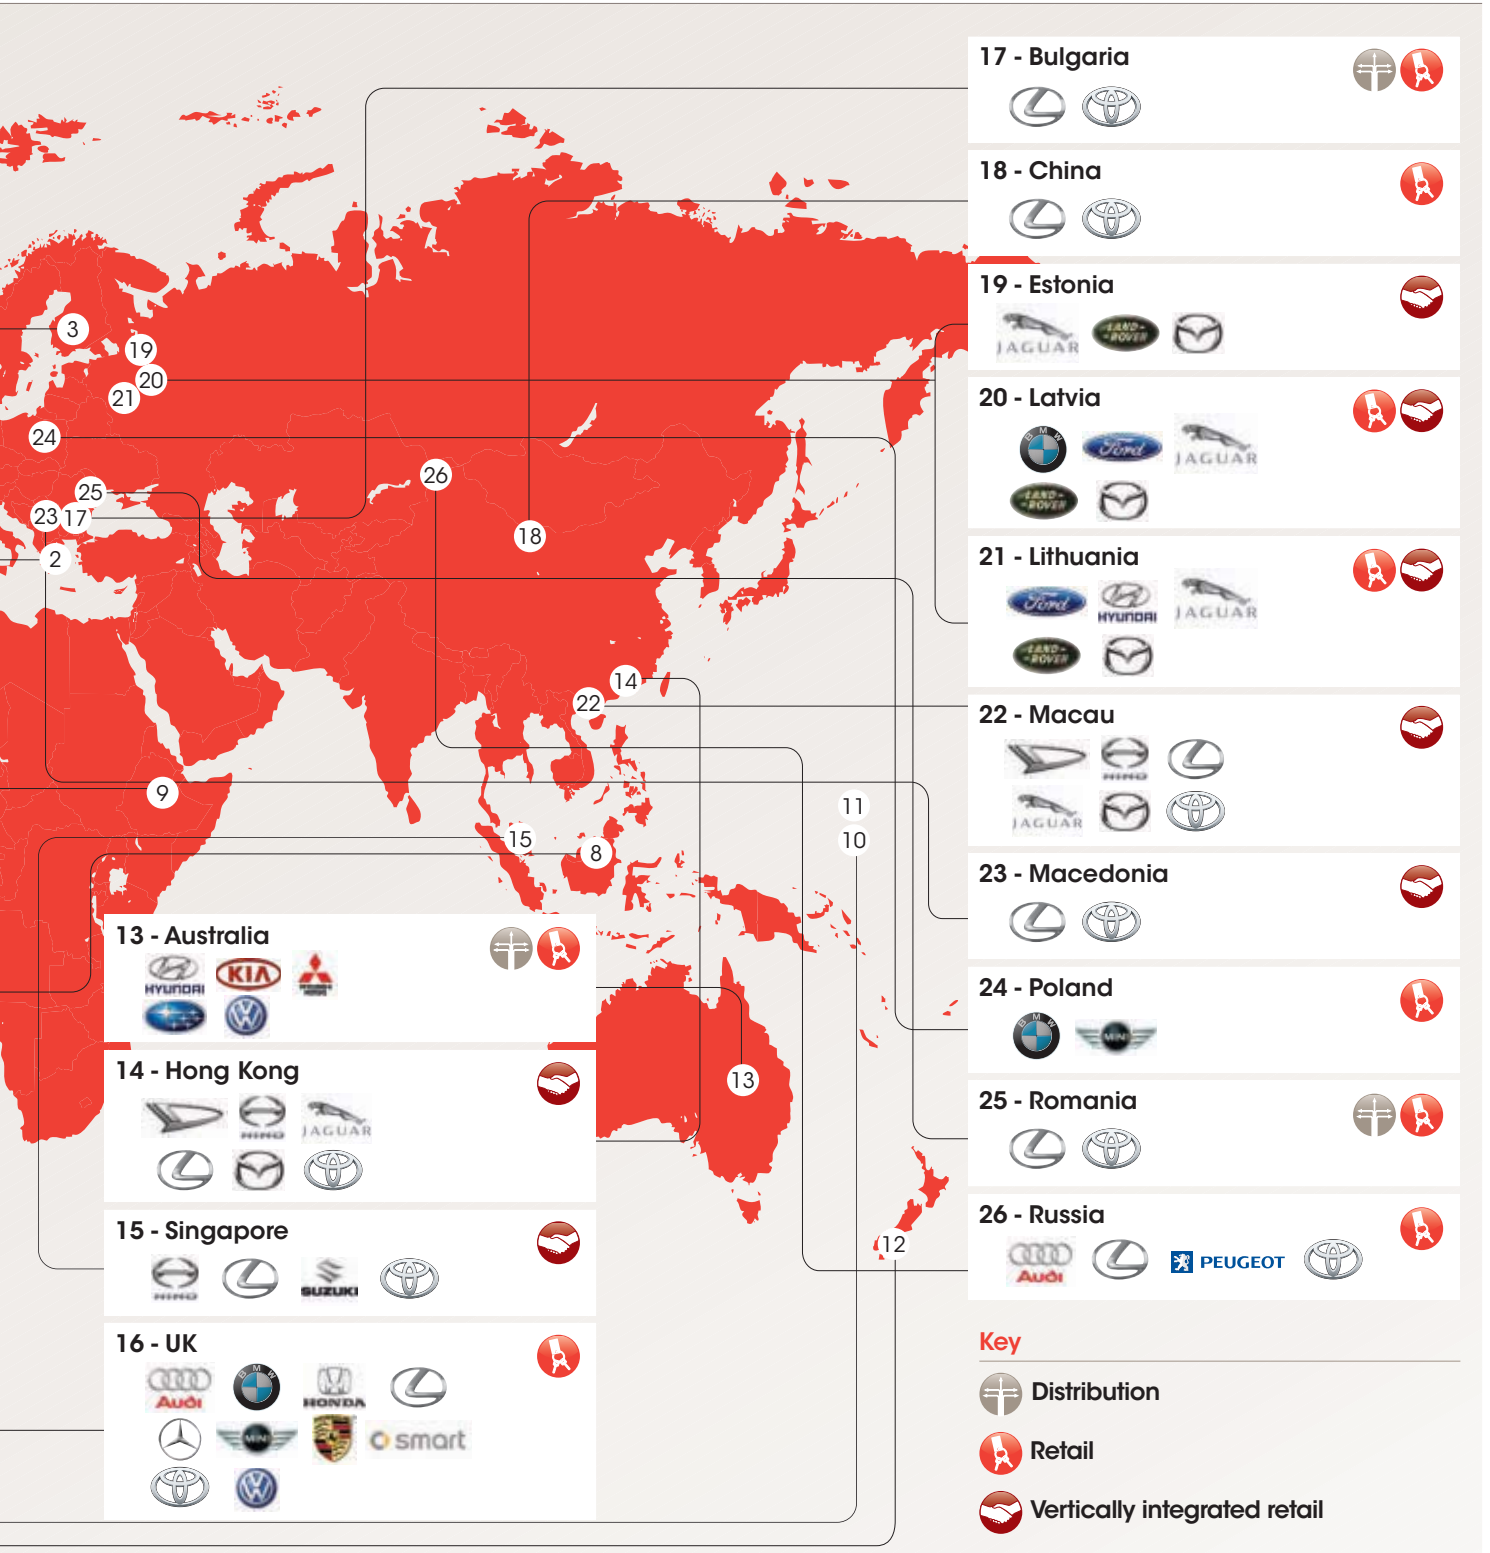 17 - Bulgaria
18 - China
19 - Estonia
JAGUAR
LAND-
-ROVER
20 - Latvia
BMW
Ford
JAGUAR
LAND-
-ROVER
21 - Lithuania
Ford
HYUNDAI
JAGUAR
LAND-
-ROVER
22 - Macau
HINO
JAGUAR
23 - Macedonia
24 - Poland
BMW
MINI
25 - Romania
26 - Russia
Audi
PEUGEOT
Key
Distribution
Retail
Vertically integrated retail
3
19
20
21
24
26
25
23
17
18
2
14
22
9
11
15
10
8
13
12
13 - Australia
HYUNDAI
KIA
14 - Hong Kong
HINO
JAGUAR
15 - Singapore
HINO
SUZUKI
16 - UK
Audi
BMW
HONDA
MINI
smart